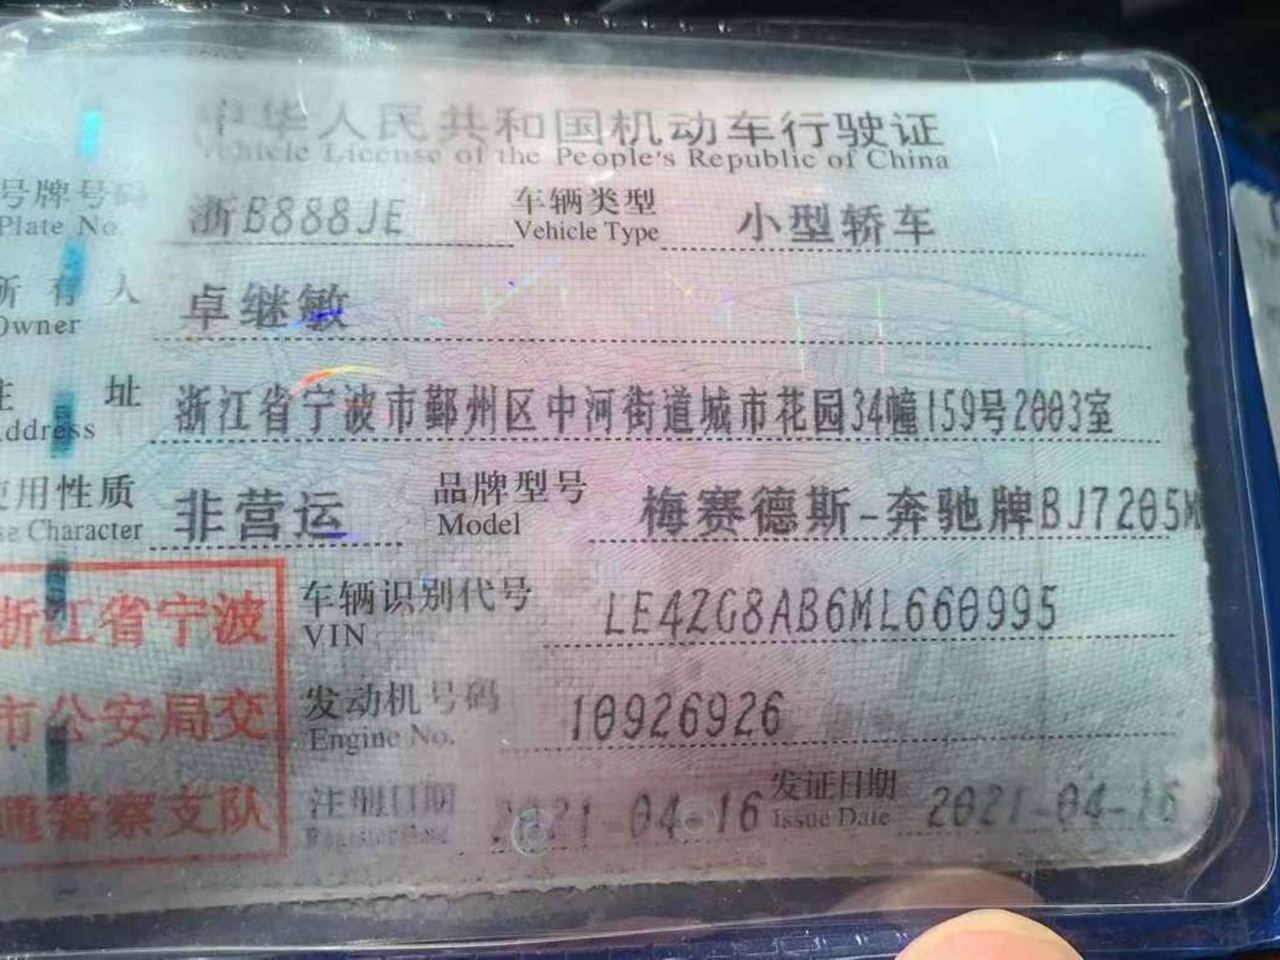 中华人民共和国机动车行驶证
Vehicle License of the People's Republic of China
号牌号码 浙B888JE 车辆类型 小型轿车
Plate No. Vehicle Type
所有人 卓继敏
Owner
住址 浙江省宁波市鄞州区中河街道城市花园34幢159号2003室
Address
使用性质 非营运 品牌型号 梅赛德斯-奔驰牌BJ7205M
Use Character Model
浙江省宁波 车辆识别代号 LE4ZG8AB6ML660995
VIN
市公安局交 发动机号码 10926926
Engine No.
通警察支队 注册日期 2021-04-16 发证日期 2021-04-16
Register Date Issue Date